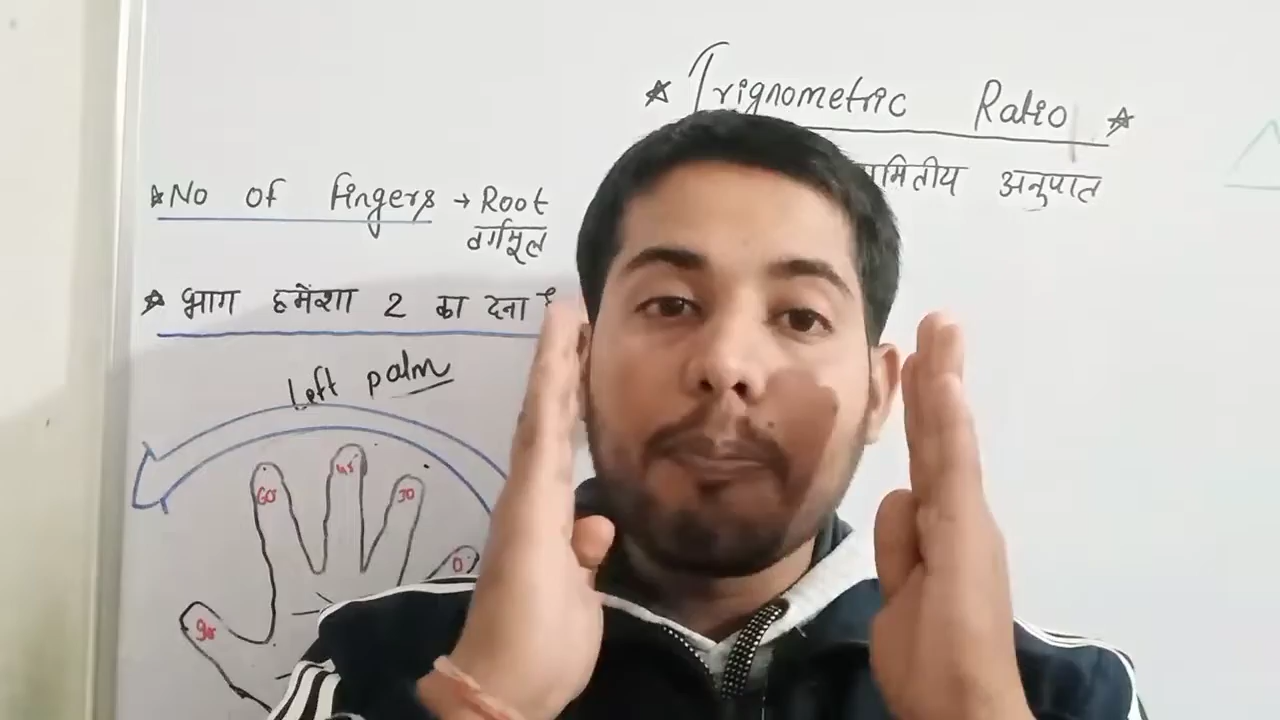 ☆ Trignometric Ratio ☆
अनुपात
☆ No of fingers → Root
वर्गमूल
☆ भाग हमेंशा 2 का देना
Left palm
60
45
30
0
90